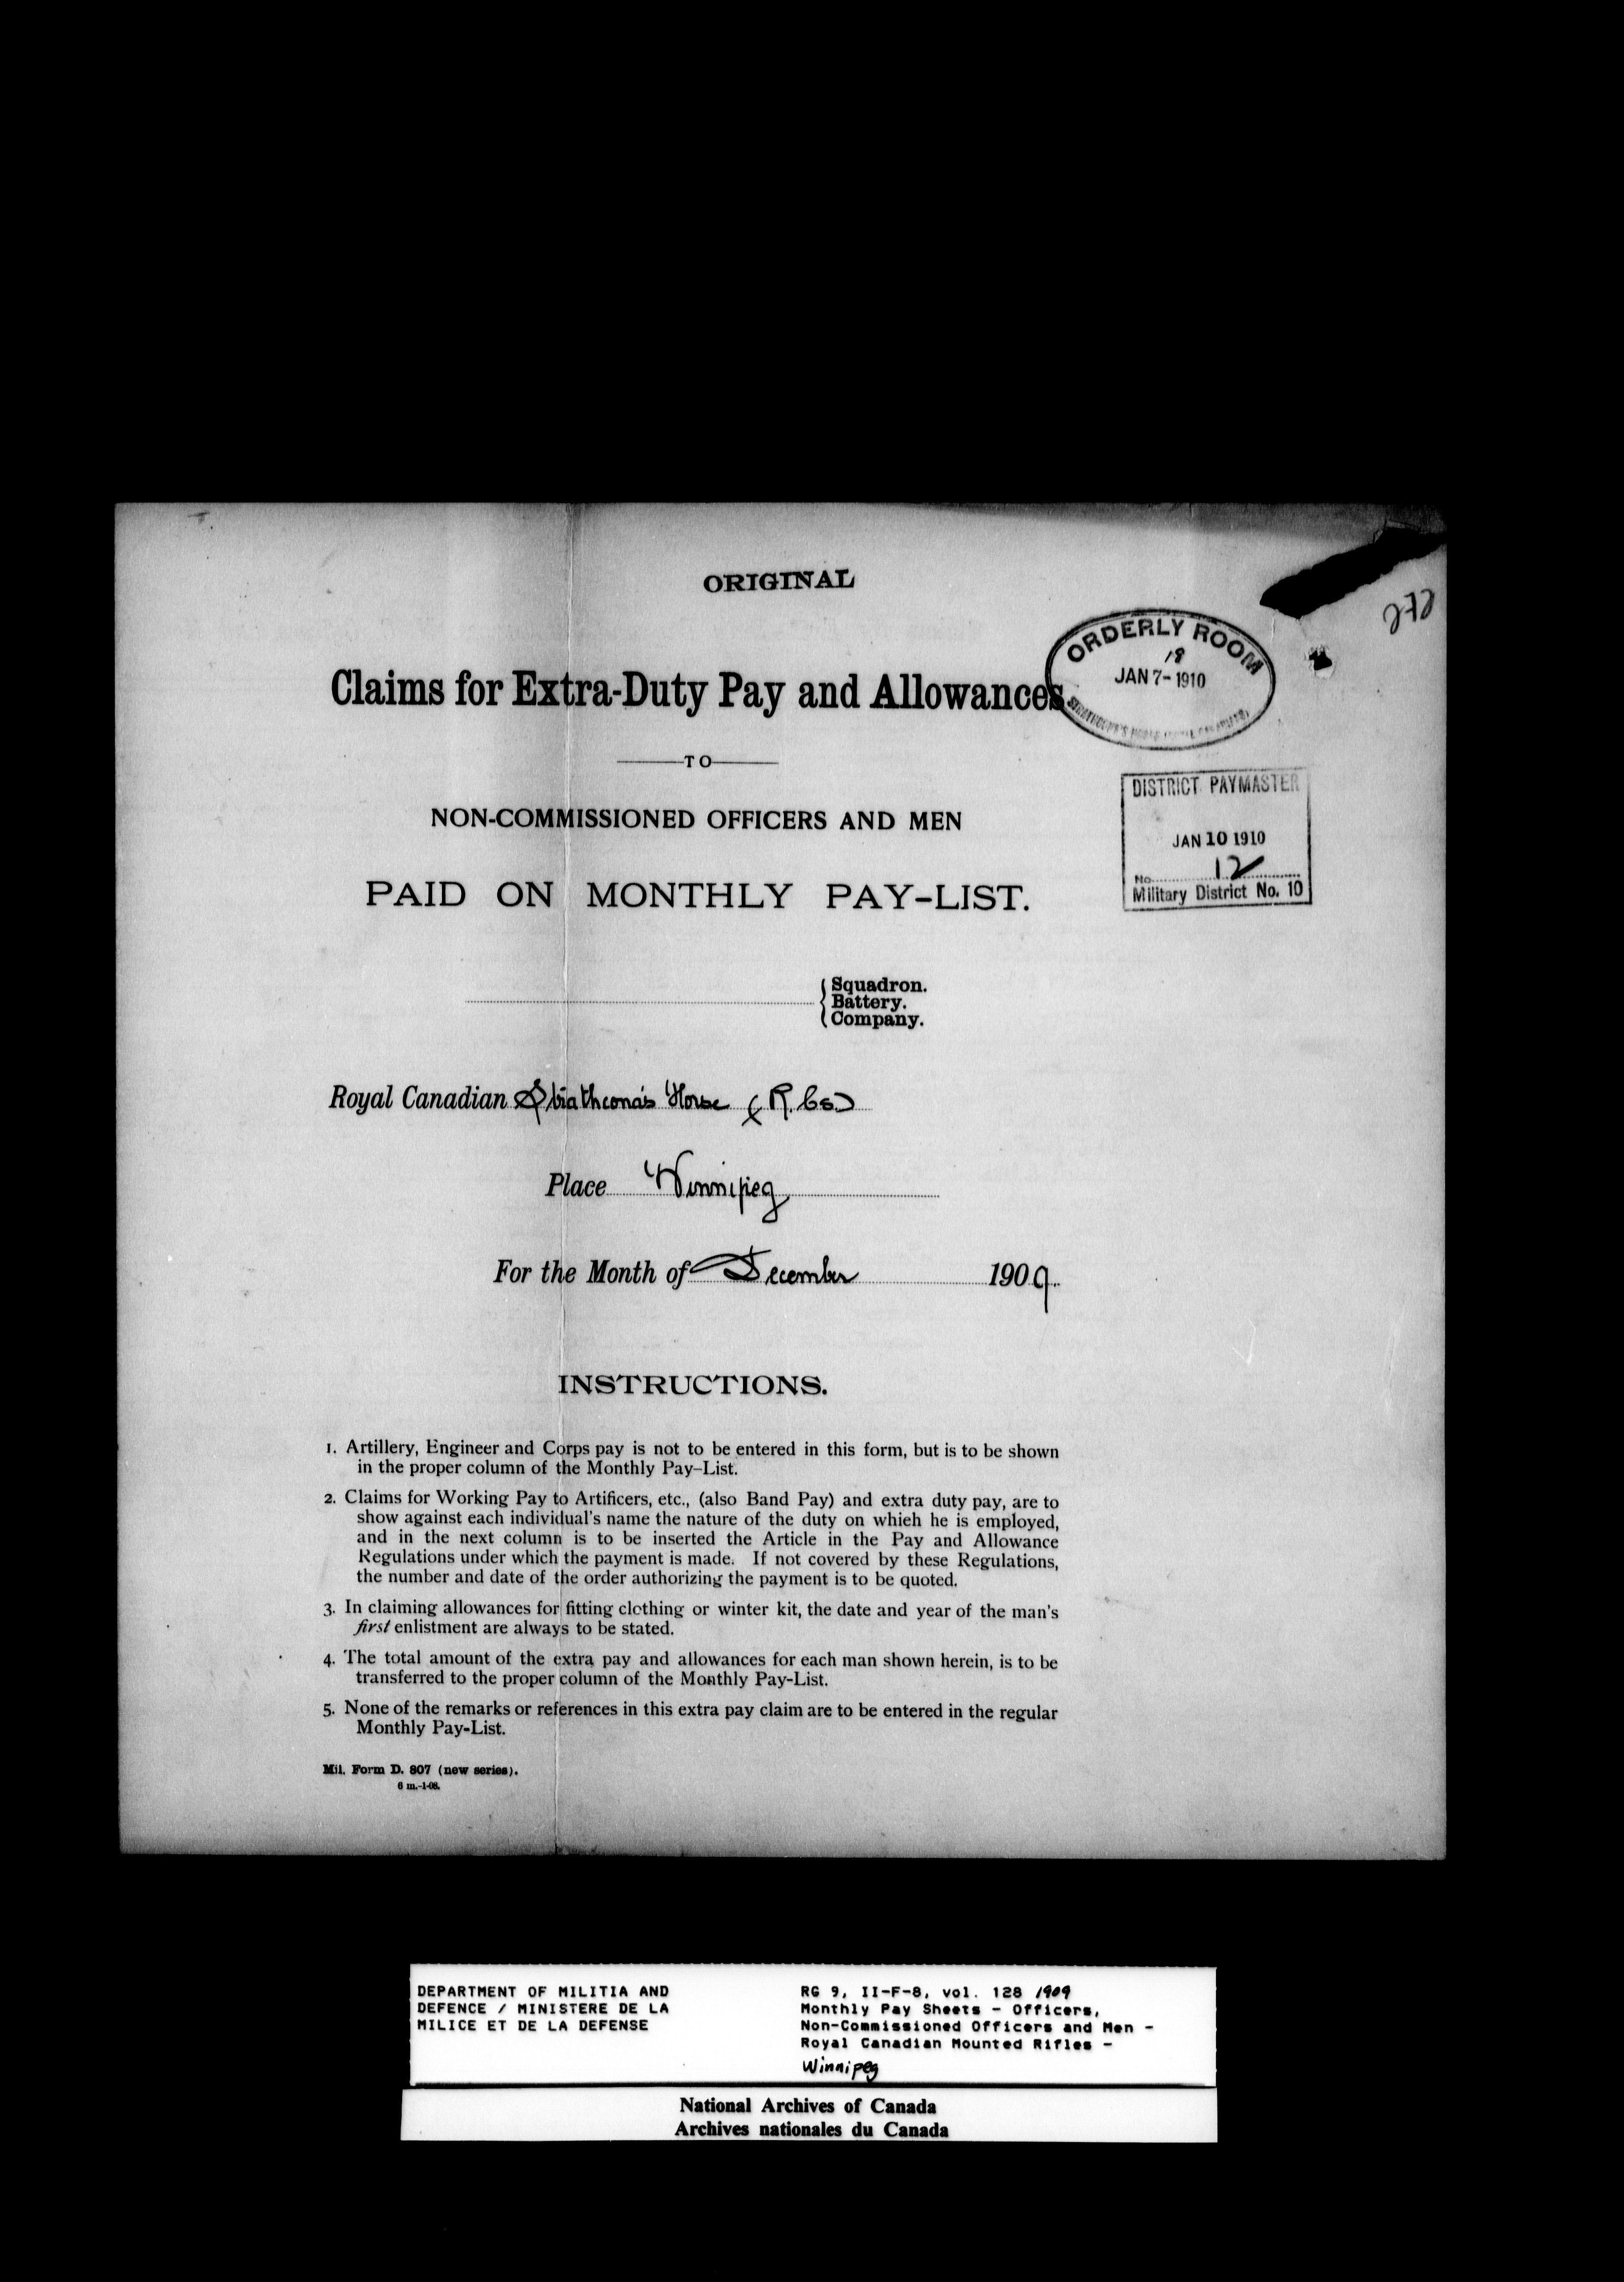 ORIGINAL
272
ORDERLY ROOM
18
JAN 7-1910
STRATHCONA'S HORSE (ROYAL CANADIANS)
Claims for Extra-Duty Pay and Allowances
TO
NON-COMMISSIONED OFFICERS AND MEN
PAID ON MONTHLY PAY-LIST.
DISTRICT PAYMASTER
JAN 10 1910
No. 12
Military District No. 10
Squadron.
Battery.
Company.
Royal Canadian Strathcona's Horse (R. Cs)
Place Winnipeg
For the Month of December 1909.
INSTRUCTIONS.
1. Artillery, Engineer and Corps pay is not to be entered in this form, but is to be shown
in the proper column of the Monthly Pay-List.
2. Claims for Working Pay to Artificers, etc., (also Band Pay) and extra duty pay, are to
show against each individual's name the nature of the duty on which he is employed,
and in the next column is to be inserted the Article in the Pay and Allowance
Regulations under which the payment is made. If not covered by these Regulations,
the number and date of the order authorizing the payment is to be quoted.
3. In claiming allowances for fitting clothing or winter kit, the date and year of the man's
first enlistment are always to be stated.
4. The total amount of the extra pay and allowances for each man shown herein, is to be
transferred to the proper column of the Monthly Pay-List.
5. None of the remarks or references in this extra pay claim are to be entered in the regular
Monthly Pay-List.
Mil. Form D. 807 (new series).
6 m.-1-08.
DEPARTMENT OF MILITIA AND
DEFENCE / MINISTERE DE LA
MILICE ET DE LA DEFENSE
RG 9, II-F-8, vol. 128 1909
Monthly Pay Sheets - Officers,
Non-Commissioned Officers and Men -
Royal Canadian Mounted Rifles -
Winnipeg
National Archives of Canada
Archives nationales du Canada